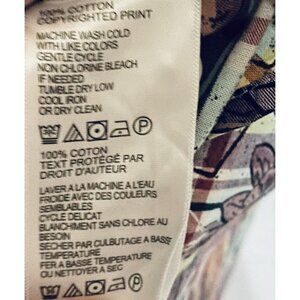 100% COTTON
COPYRIGHTED PRINT
MACHINE WASH COLD
WITH LIKE COLORS
GENTLE CYCLE
NON CHLORINE BLEACH
IF NEEDED
TUMBLE DRY LOW
COOL IRON
OR DRY CLEAN
P
100% COTON
TEXT PROTÉGÉ PAR
DROIT D'AUTEUR
LAVER A LA MACHINE A L'EAU
FROIDE AVEC DES COULEURS
SEMBLABLES
CYCLE DELICAT
BLANCHIMENT SANS CHLORE AU
BESOIN
SECHER PAR CULBUTAGE A BASSE
TEMPERATURE
FER A BASSE TEMPERATURE
OU NETTOYER A SEC
P